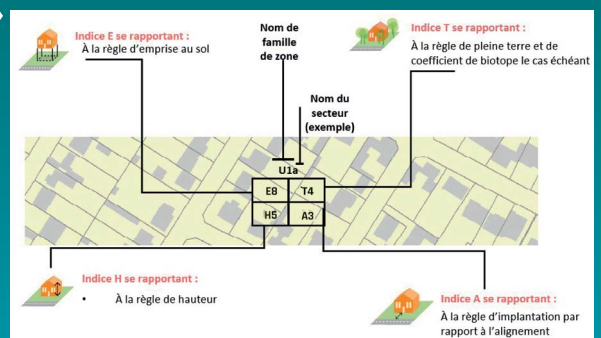 Indice E se rapportant :
À la règle d'emprise au sol
Nom de
famille
de zone
Indice T se rapportant :
À la règle de pleine terre et de
coefficient de biotope le cas échéant
Nom du
secteur
(exemple)
U1a
E8 T4
H5 A3
Indice H se rapportant :
• À la règle de hauteur
Indice A se rapportant :
À la règle d'implantation par
rapport à l'alignement